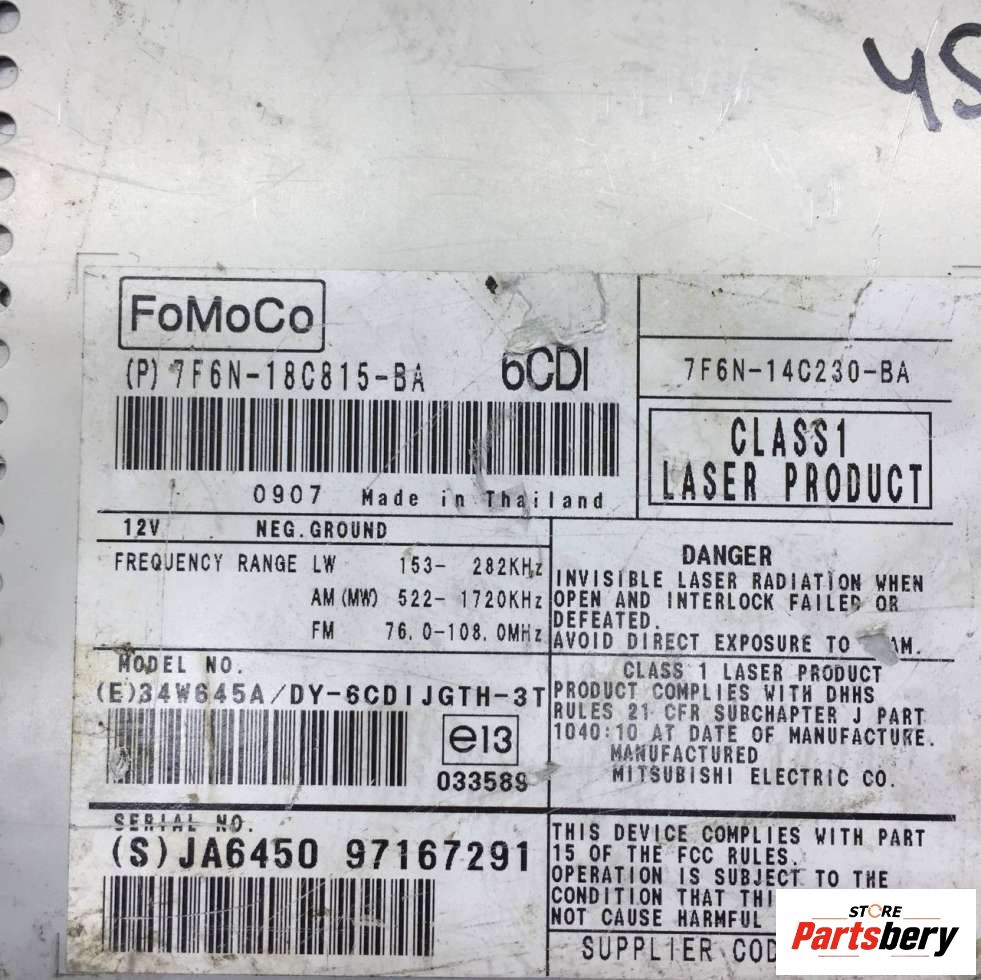 YS
FoMoCo
(P) 7F6N-18C815-BA 6CDI
7F6N-14C230-BA
CLASS1
LASER PRODUCT
0907 Made in Thailand
12V NEG.GROUND
FREQUENCY RANGE LW 153- 282KHz
AM (MW) 522- 1720KHz
FM 76.0-108.0MHz
DANGER
INVISIBLE LASER RADIATION WHEN
OPEN AND INTERLOCK FAILED OR
DEFEATED.
AVOID DIRECT EXPOSURE TO AM.
MODEL NO.
(E)34W645A/DY-6CDIJGTH-3T
e13
033589
CLASS 1 LASER PRODUCT
PRODUCT COMPLIES WITH DHHS
RULES 21 CFR SUBCHAPTER J PART
1040:10 AT DATE OF MANUFACTURE.
MANUFACTURED
MITSUBISHI ELECTRIC CO.
SERIAL NO.
(S)JA6450 97167291
THIS DEVICE COMPLIES WITH PART
15 OF THE FCC RULES.
OPERATION IS SUBJECT TO THE
CONDITION THAT THI
NOT CAUSE HARMFUL
SUPPLIER COD
STORE
Partsbery